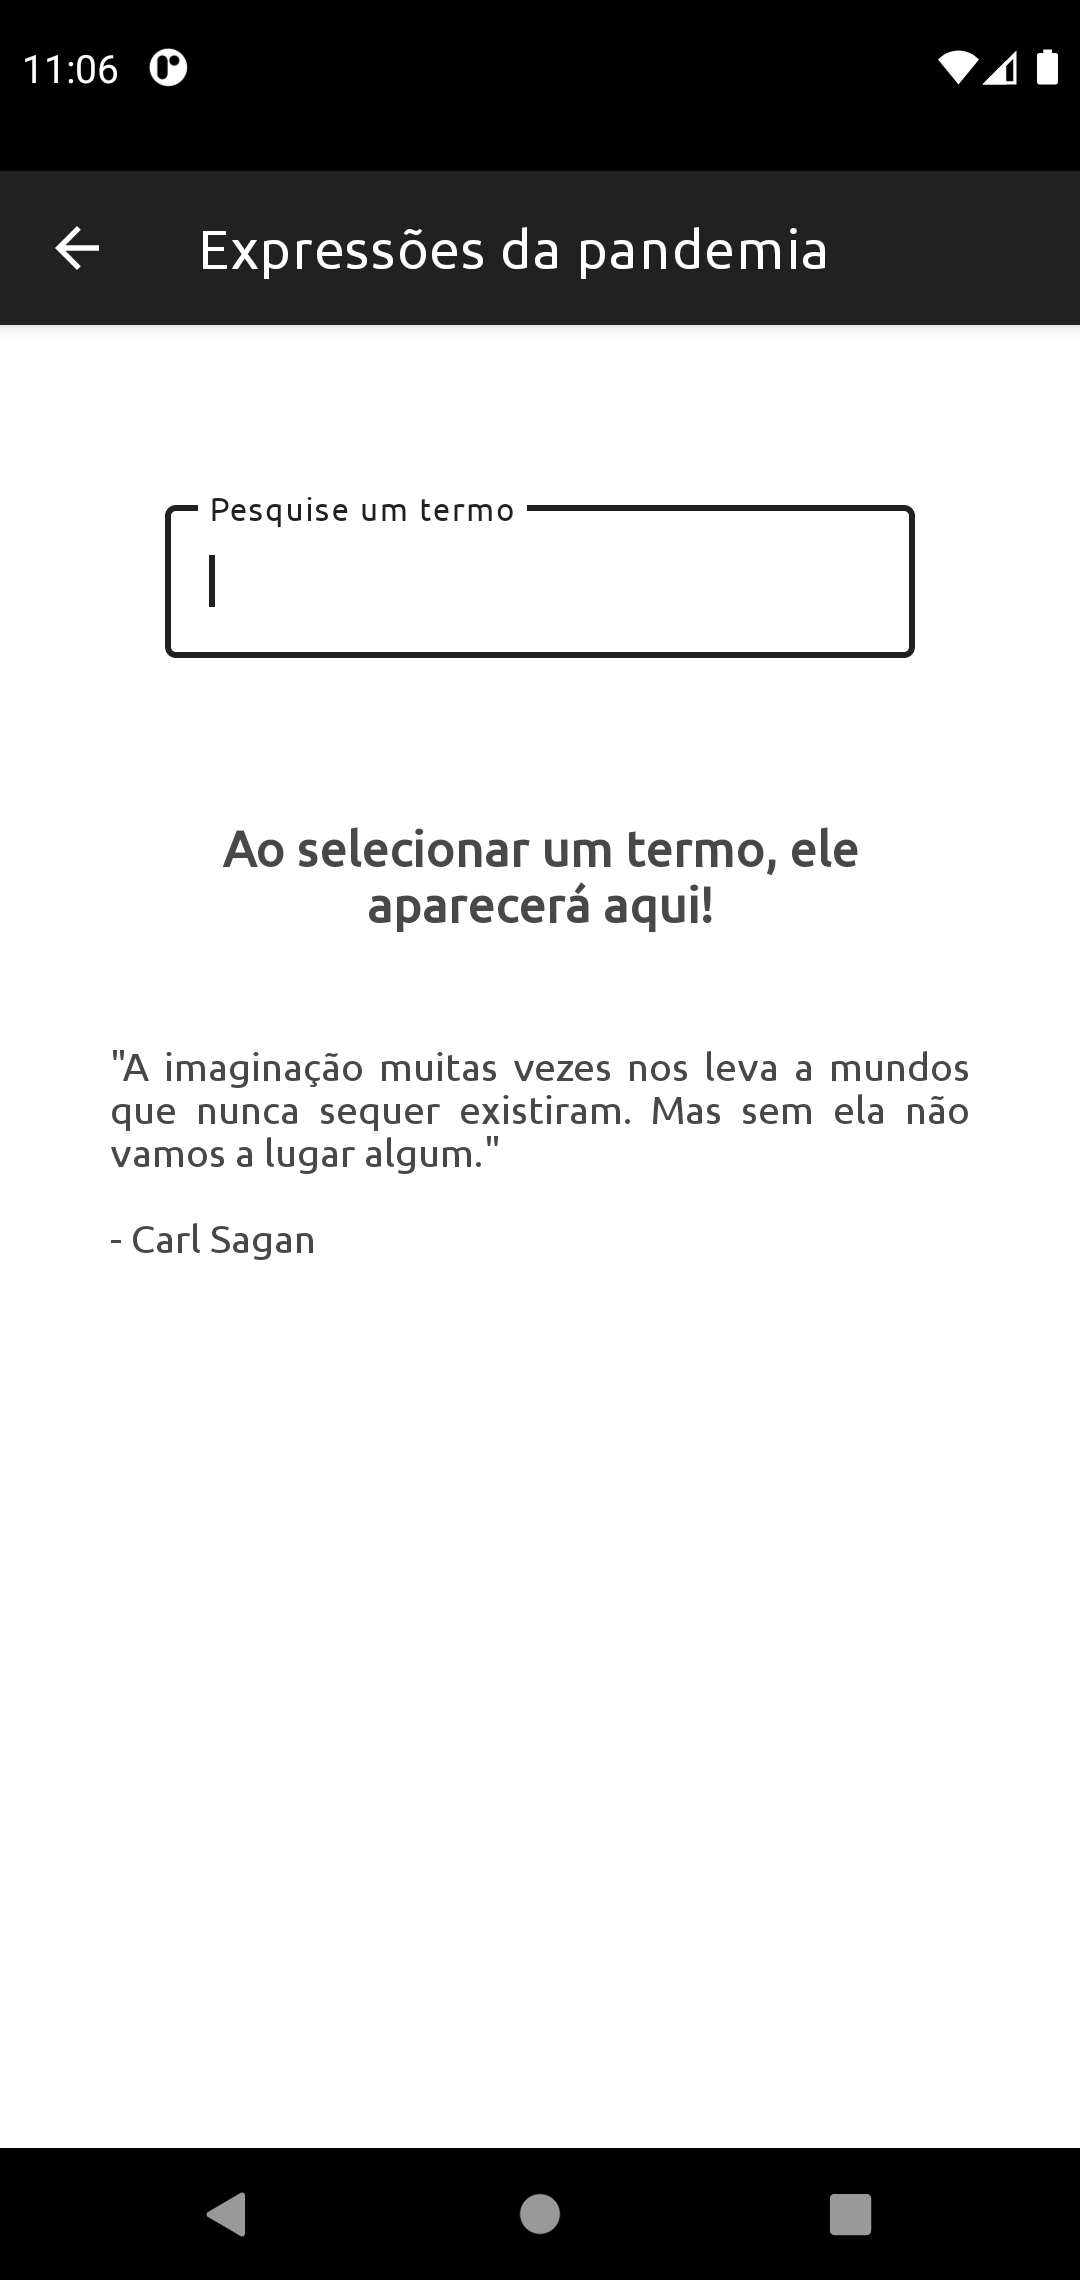 11:06
Expressões da pandemia
Pesquise um termo
Ao selecionar um termo, ele
aparecerá aqui!
"A imaginação muitas vezes nos leva a mundos
que nunca sequer existiram. Mas sem ela não
vamos a lugar algum."
- Carl Sagan